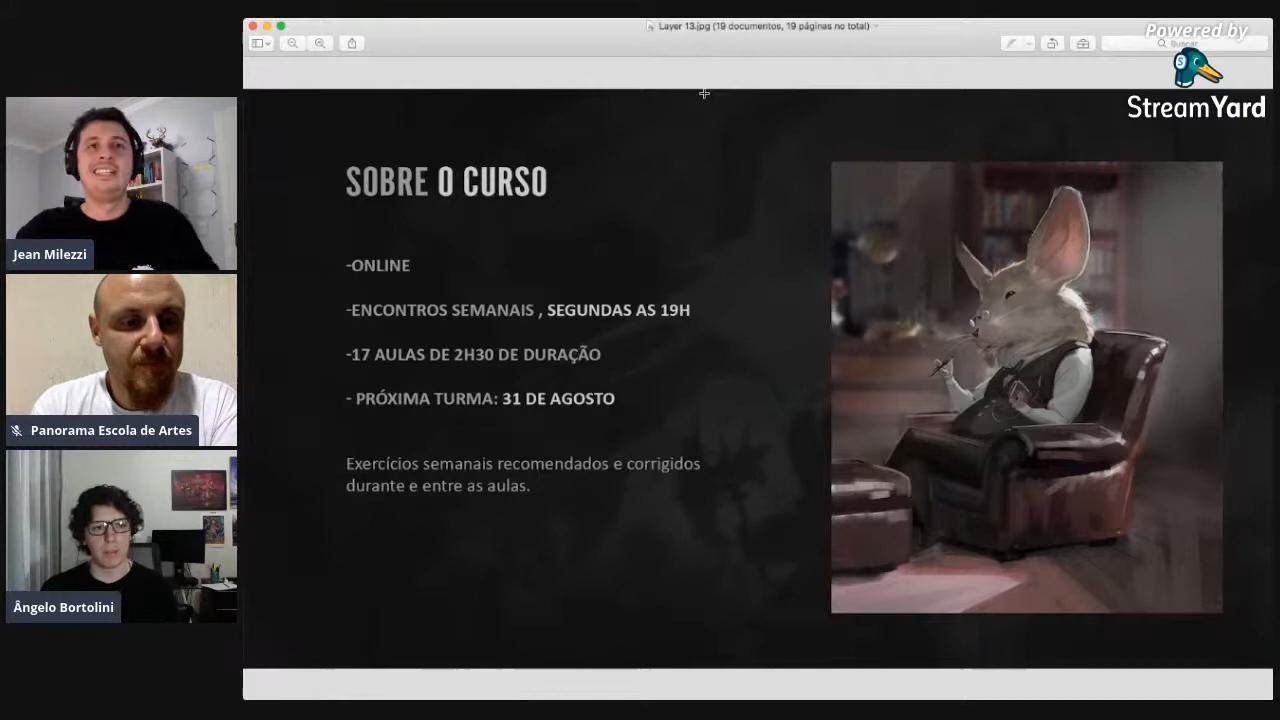 Layer 13.jpg (19 documentos, 19 páginas no total)
Buscar
Powered by
StreamYard
SOBRE O CURSO
-ONLINE
-ENCONTROS SEMANAIS , SEGUNDAS AS 19H
-17 AULAS DE 2H30 DE DURAÇÃO
- PRÓXIMA TURMA: 31 DE AGOSTO
Exercícios semanais recomendados e corrigidos
durante e entre as aulas.
Jean Milezzi
Panorama Escola de Artes
Ângelo Bortolini